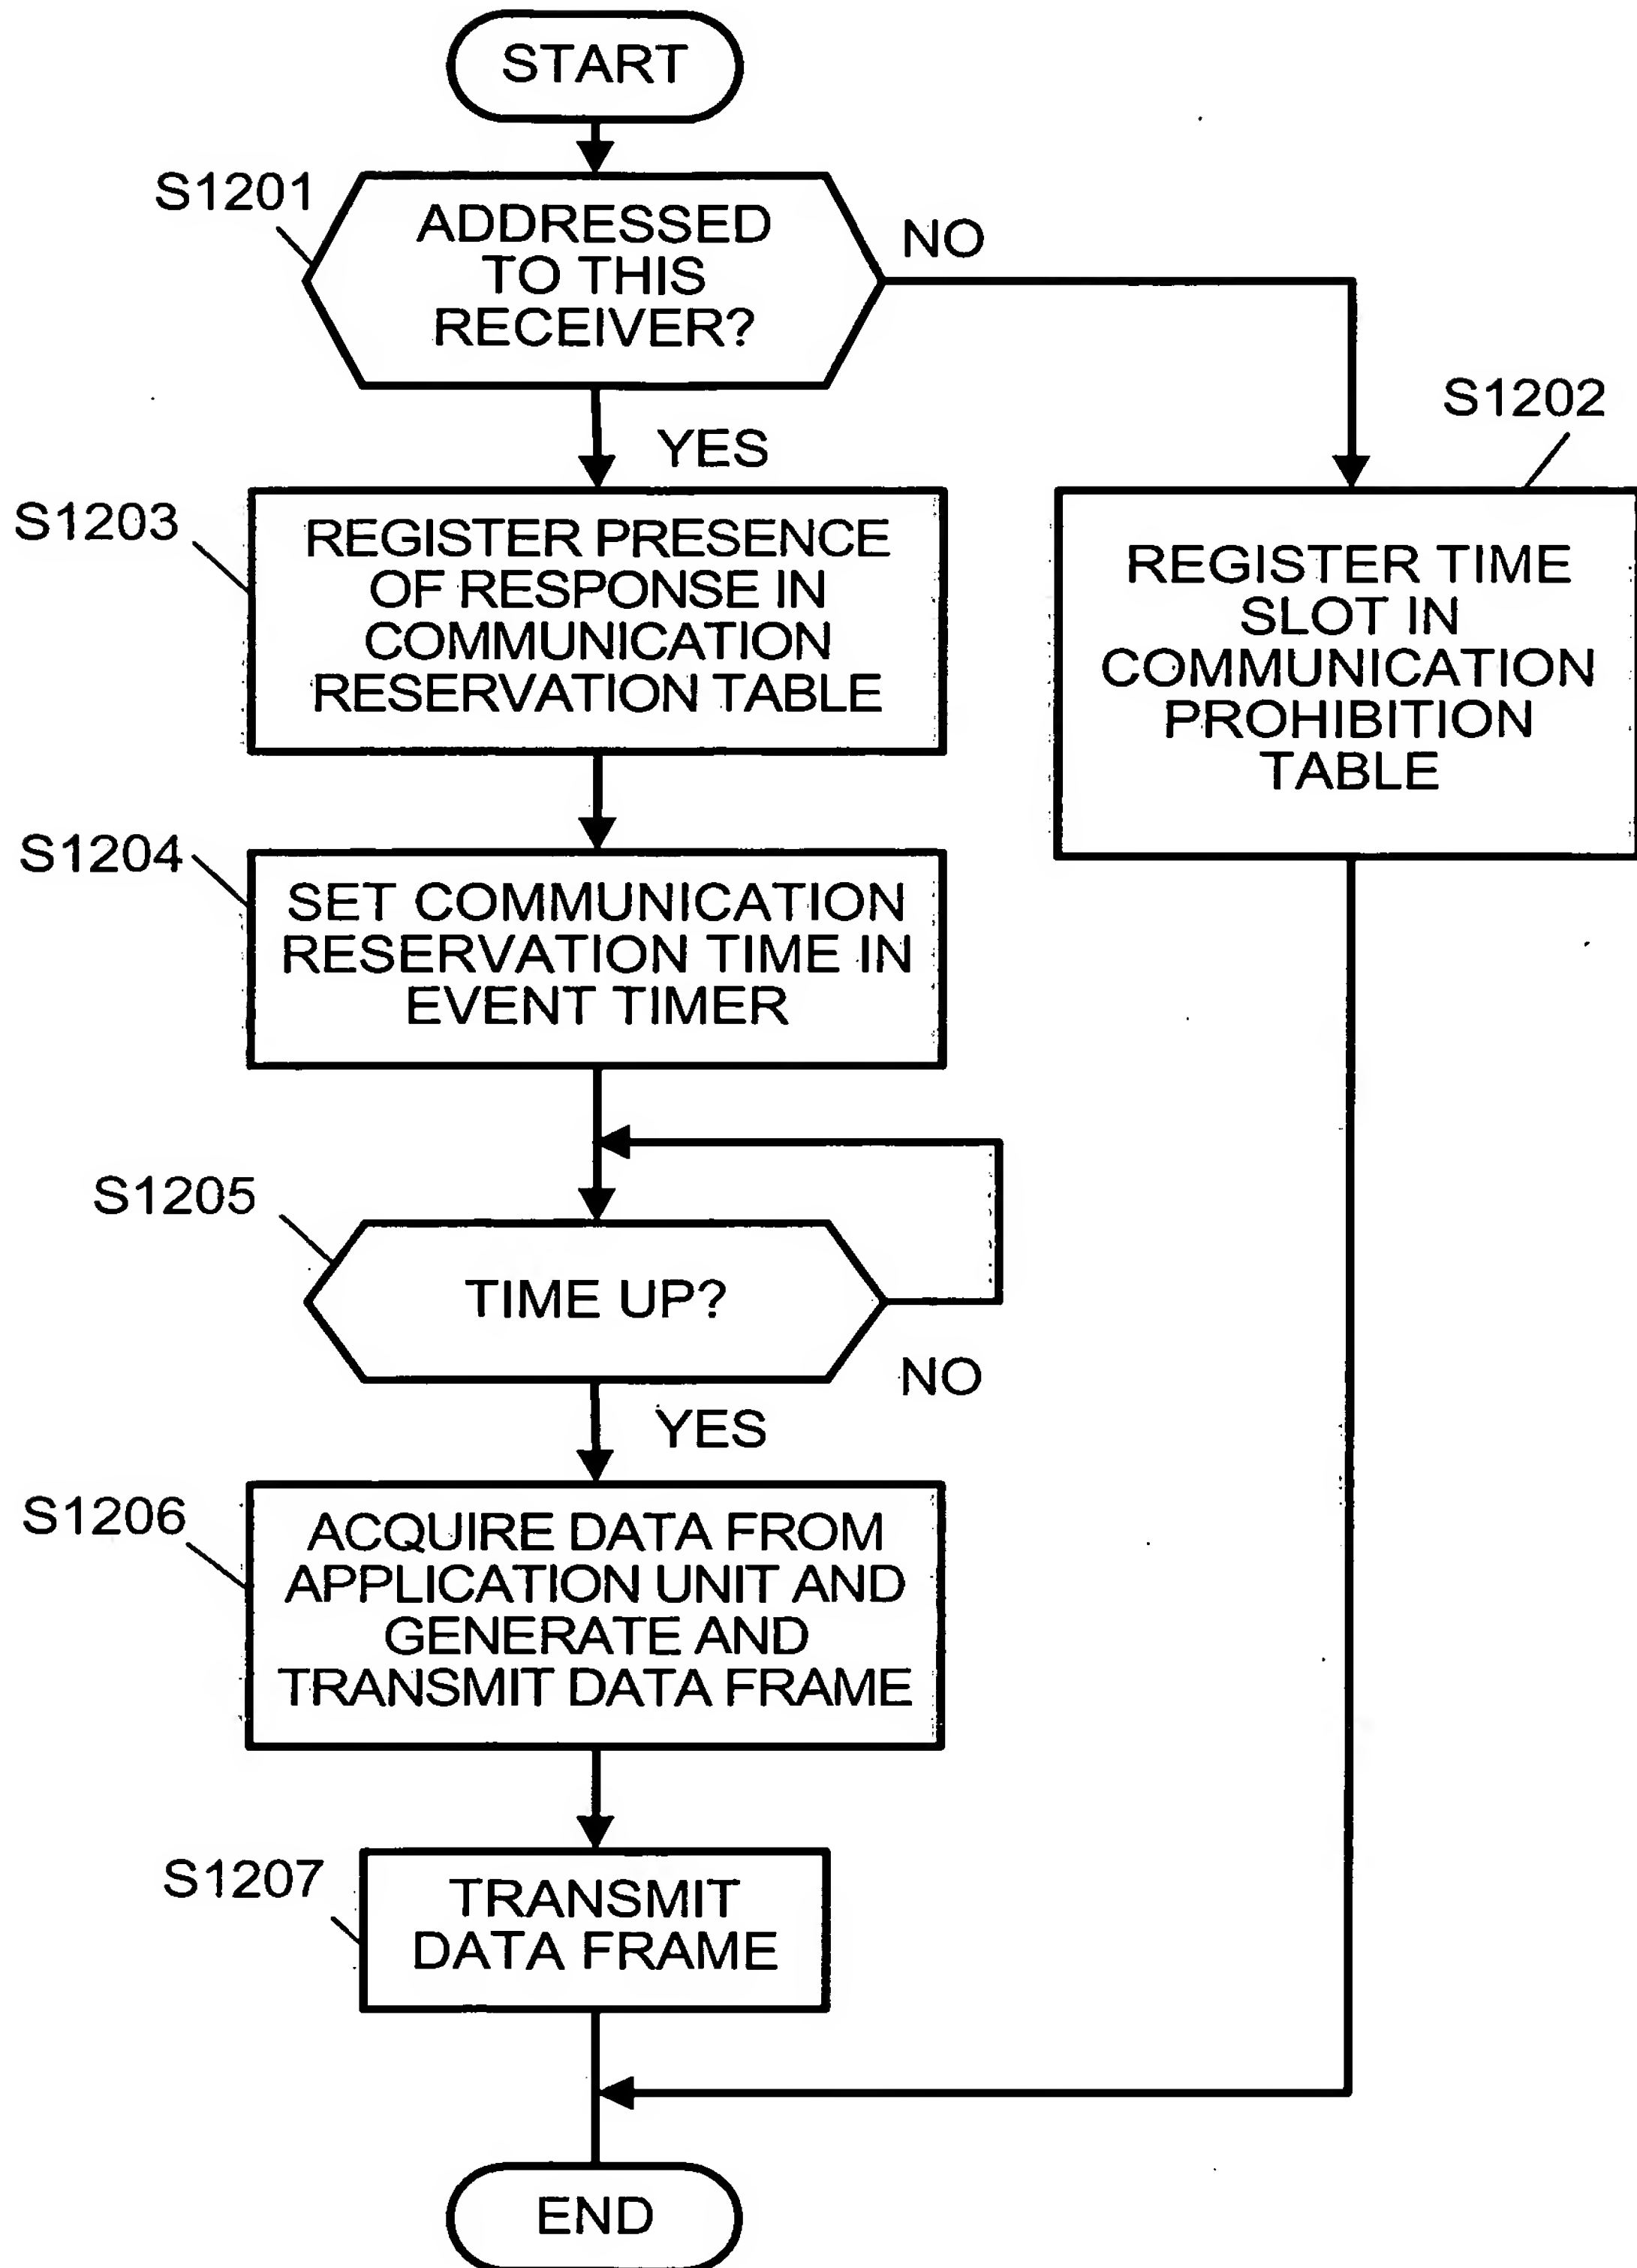 START
S1201
ADDRESSED
TO THIS
RECEIVER?
NO
YES
S1202
REGISTER TIME
SLOT IN
COMMUNICATION
PROHIBITION
TABLE
S1203
REGISTER PRESENCE
OF RESPONSE IN
COMMUNICATION
RESERVATION TABLE
S1204
SET COMMUNICATION
RESERVATION TIME IN
EVENT TIMER
S1205
TIME UP?
NO
YES
S1206
ACQUIRE DATA FROM
APPLICATION UNIT AND
GENERATE AND
TRANSMIT DATA FRAME
S1207
TRANSMIT
DATA FRAME
END